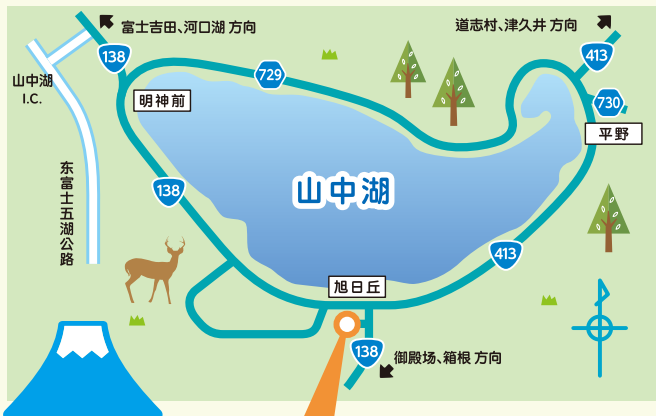 富士吉田、河口湖 方向
道志村、津久井 方向
138
413
山中湖
I.C.
729
明神前
730
平野
东富士五湖公路
138
山中湖
413
旭日丘
138
御殿场、箱根 方向